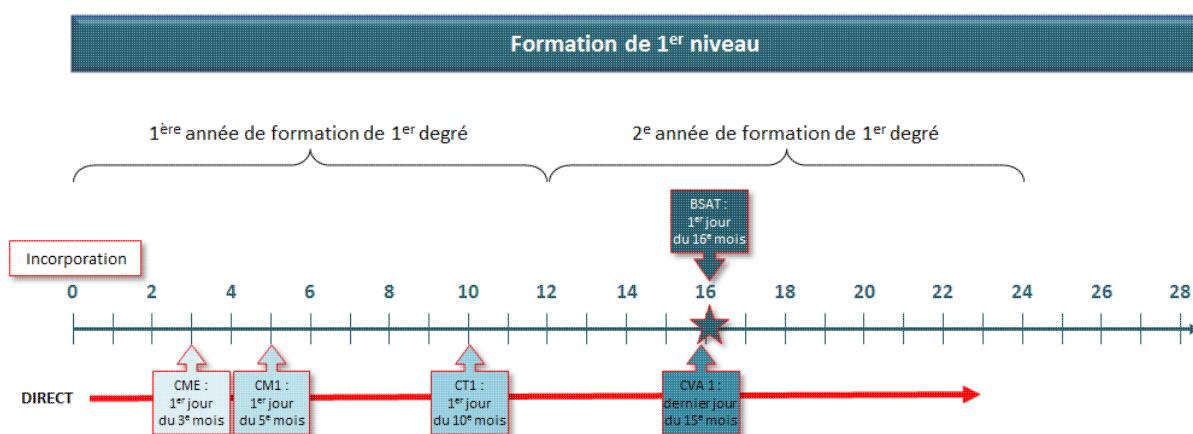 Formation de 1er niveau
1ère année de formation de 1er degré
2e année de formation de 1er degré
BSAT :
1er jour
du 16e mois
Incorporation
0 2 4 6 8 10 12 14 16 18 20 22 24 26 28
DIRECT
CME :
1er jour
du 3e mois
CM1 :
1er jour
du 5e mois
CT1 :
1er jour
du 10e mois
CVA 1 :
dernier jour
du 15e mois